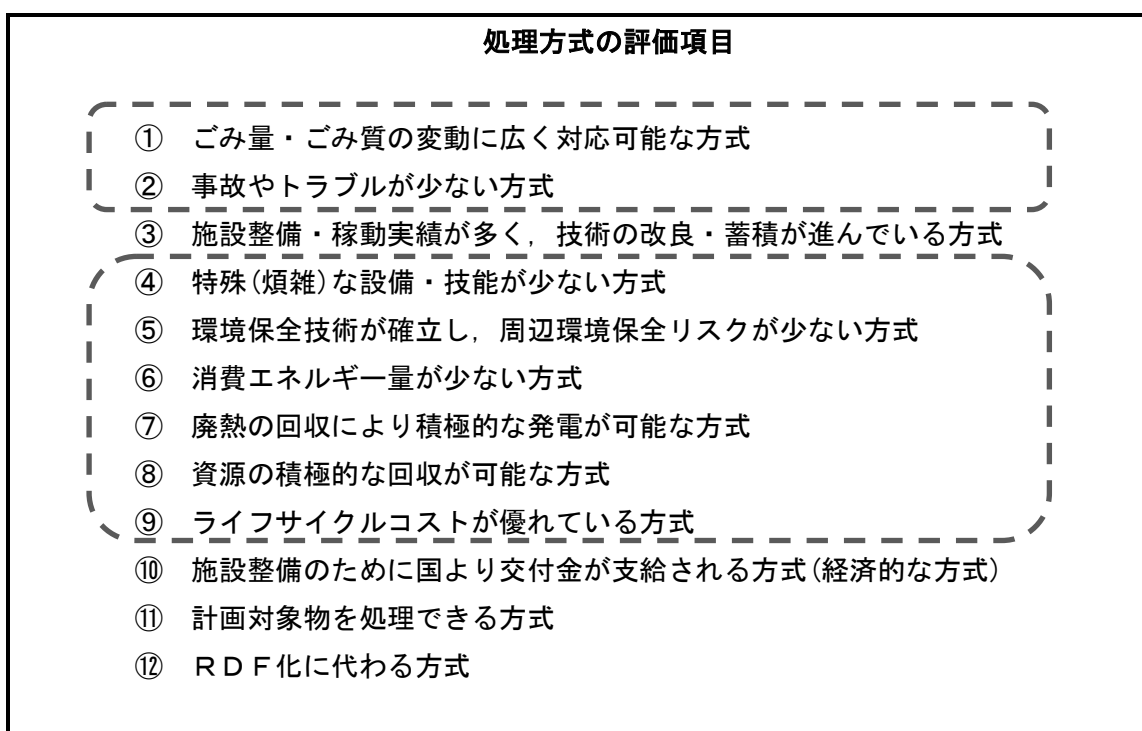 処理方式の評価項目
① ごみ量・ごみ質の変動に広く対応可能な方式
② 事故やトラブルが少ない方式
③ 施設整備・稼動実績が多く，技術の改良・蓄積が進んでいる方式
④ 特殊(煩雑)な設備・技能が少ない方式
⑤ 環境保全技術が確立し，周辺環境保全リスクが少ない方式
⑥ 消費エネルギー量が少ない方式
⑦ 廃熱の回収により積極的な発電が可能な方式
⑧ 資源の積極的な回収が可能な方式
⑨ ライフサイクルコストが優れている方式
⑩ 施設整備のために国より交付金が支給される方式(経済的な方式)
⑪ 計画対象物を処理できる方式
⑫ ＲＤＦ化に代わる方式